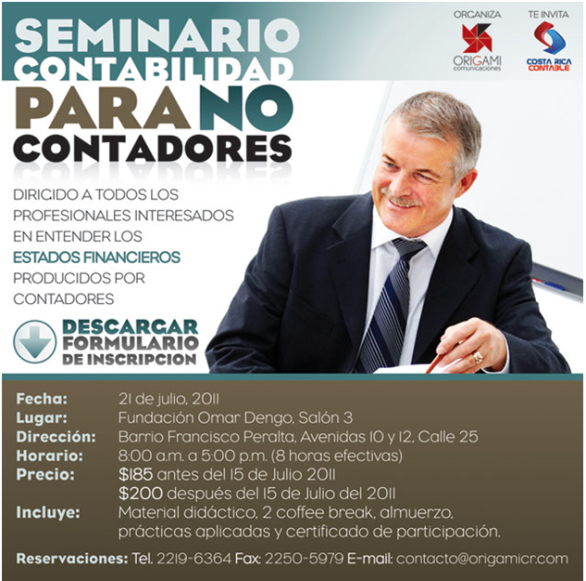 SEMINARIO
CONTABILIDAD
PARA NO
CONTADORES
ORGANIZA
ORIGAMI
comunicaciones
TE INVITA
COSTA RICA
CONTABLE
DIRIGIDO A TODOS LOS
PROFESIONALES INTERESADOS
EN ENTENDER LOS
ESTADOS FINANCIEROS
PRODUCIDOS POR
CONTADORES
DESCARGAR
FORMULARIO
DE INSCRIPCION
Fecha: 21 de julio, 2011
Lugar: Fundación Omar Dengo, Salón 3
Dirección: Barrio Francisco Peralta, Avenidas 10 y 12, Calle 25
Horario: 8:00 a.m. a 5:00 p.m. (8 horas efectivas)
Precio: $185 antes del 15 de Julio 2011
$200 después del 15 de Julio del 2011
Incluye: Material didáctico, 2 coffee break, almuerzo,
prácticas aplicadas y certificado de participación.
Reservaciones: Tel. 2219-6364 Fax: 2250-5979 E-mail: contacto@origamicr.com